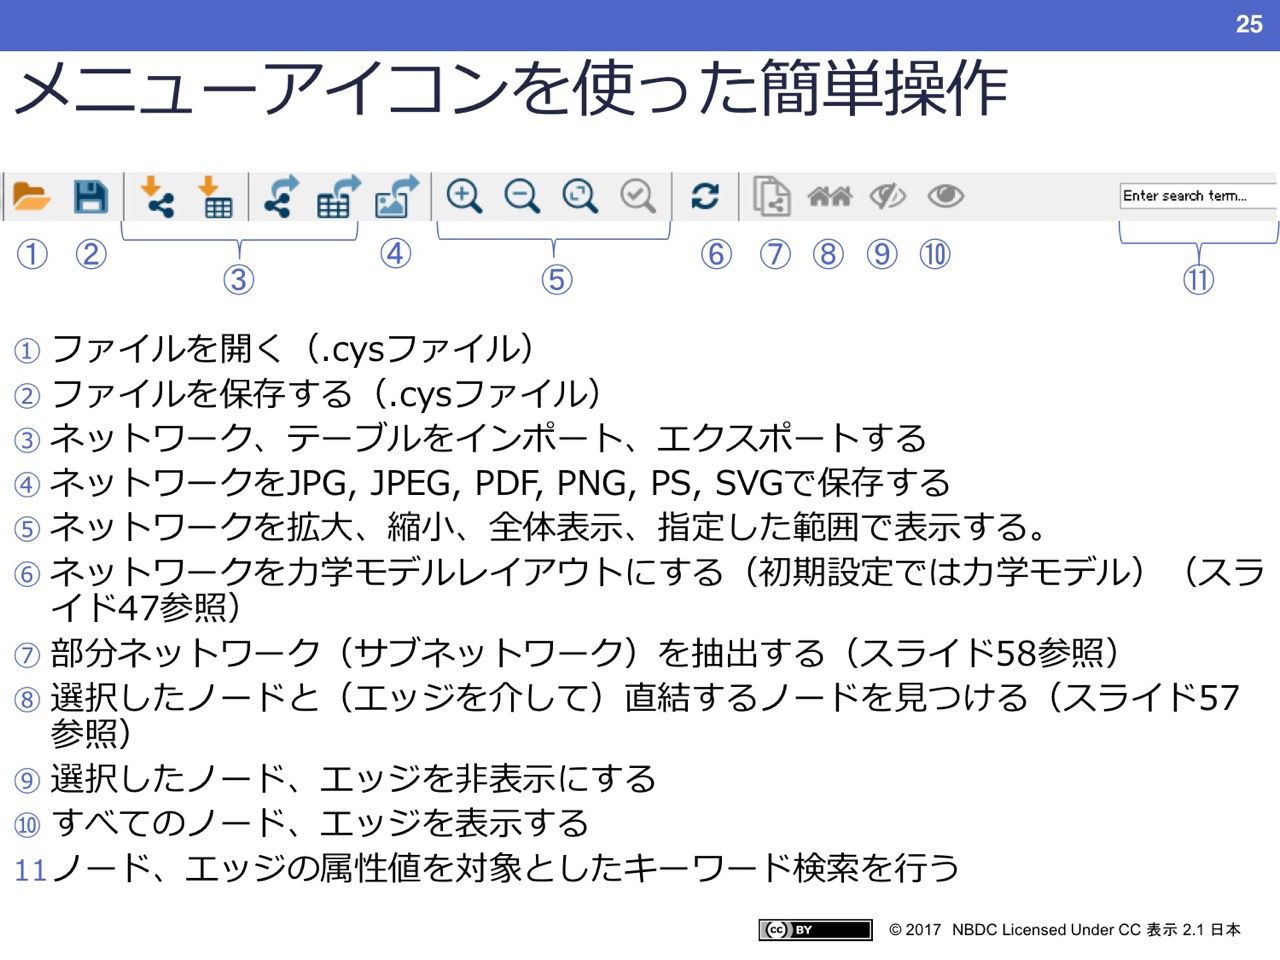 25
メニューアイコンを使った簡単操作
Enter search term...
① ② ③ ④ ⑤ ⑥ ⑦ ⑧ ⑨ ⑩ ⑪
① ファイルを開く（.cysファイル）
② ファイルを保存する（.cysファイル）
③ ネットワーク、テーブルをインポート、エクスポートする
④ ネットワークをJPG, JPEG, PDF, PNG, PS, SVGで保存する
⑤ ネットワークを拡大、縮小、全体表示、指定した範囲で表示する。
⑥ ネットワークを力学モデルレイアウトにする（初期設定では力学モデル）（スラ
イド47参照）
⑦ 部分ネットワーク（サブネットワーク）を抽出する（スライド58参照）
⑧ 選択したノードと（エッジを介して）直結するノードを見つける（スライド57
参照）
⑨ 選択したノード、エッジを非表示にする
⑩ すべてのノード、エッジを表示する
11 ノード、エッジの属性値を対象としたキーワード検索を行う
cc BY © 2017 NBDC Licensed Under CC 表示 2.1 日本